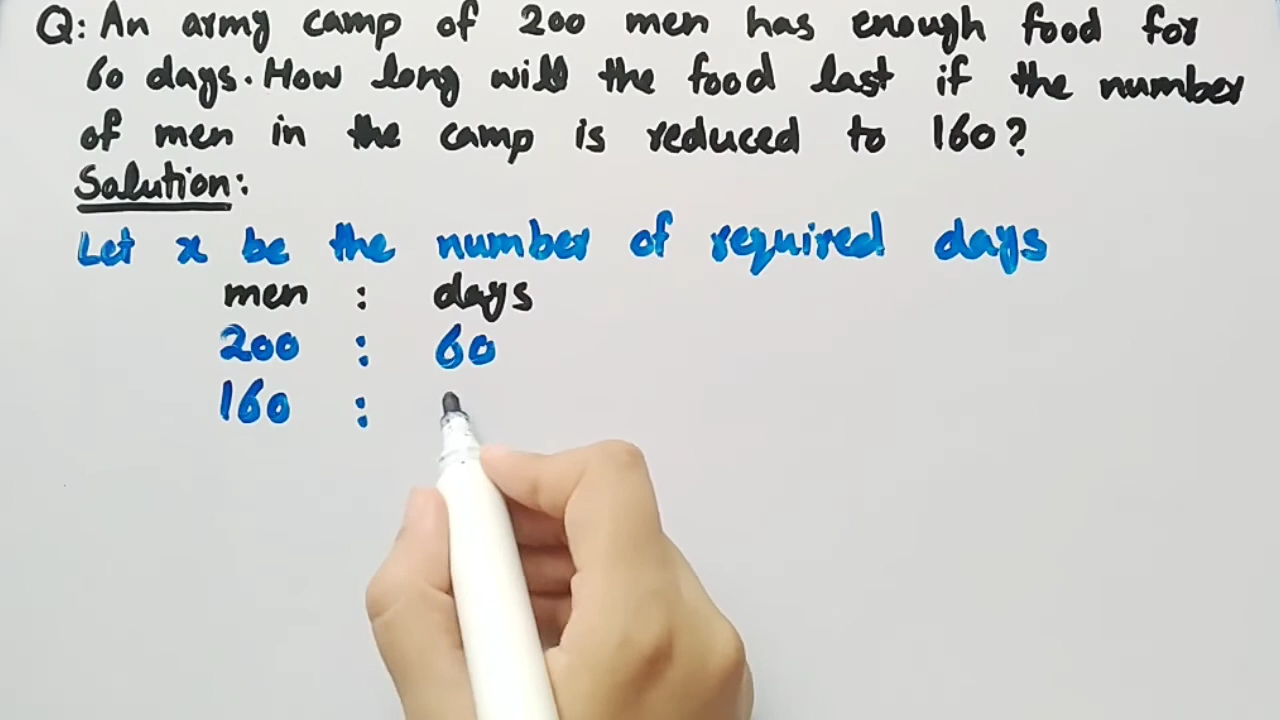 Q: An army camp of 200 men has enough food for
60 days. How long will the food last if the number
of men in the camp is reduced to 160?
Solution:
Let x be the number of required days
men : days
200 : 60
160 :